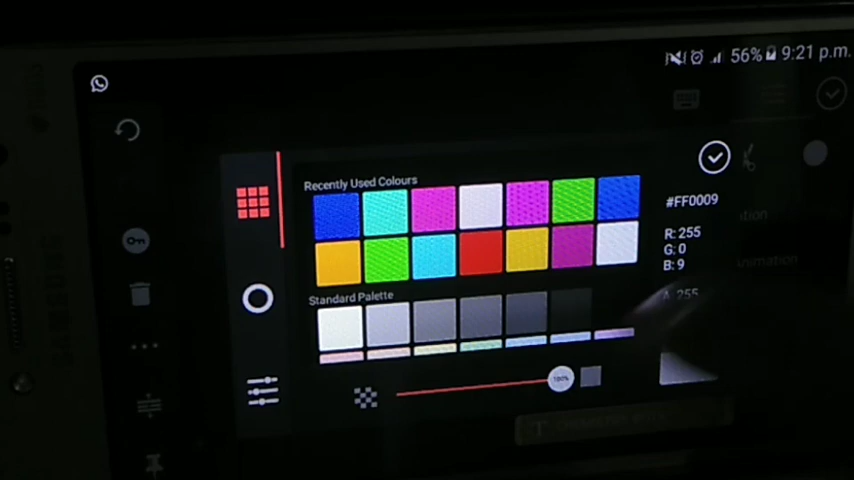 56% 9:21 p.m.
Recently Used Colours
#FF0009
R: 255
G: 0
B: 9
A: 255
Standard Palette
100%